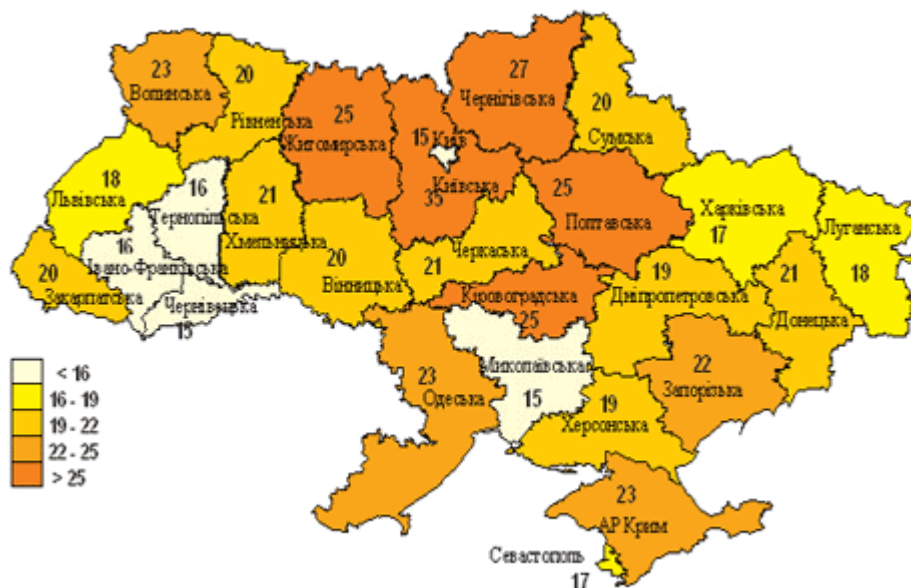 27
Чернігівська
23
Волинська
20
Рівненська
25
Житомирська
15
Київ
20
Сумська
Київська
35
25
Полтавська
Харківська
17
Луганська
18
18
Львівська
16
Тернопільська
21
Хмельницька
16
Івано-Франківська
20
Закарпатська
Чернівецька
15
20
Вінницька
Черкаська
21
Кіровоградська
25
19
Дніпропетровська
21
Донецька
Миколаївська
15
23
Одеська
19
Херсонська
22
Запорізька
23
АР Крим
Севастополь
17
< 16
16 - 19
19 - 22
22 - 25
> 25